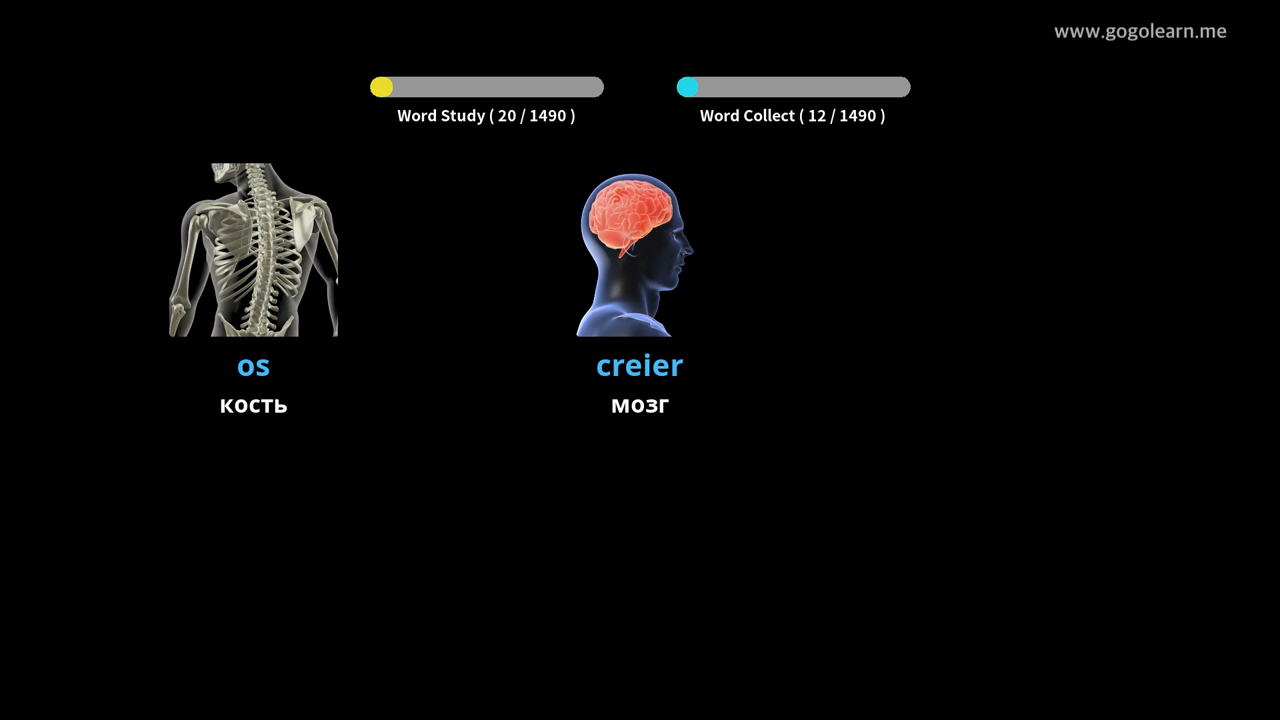 www.gogolearn.me
Word Study ( 20 / 1490 )
Word Collect ( 12 / 1490 )
os
кость
creier
мозг